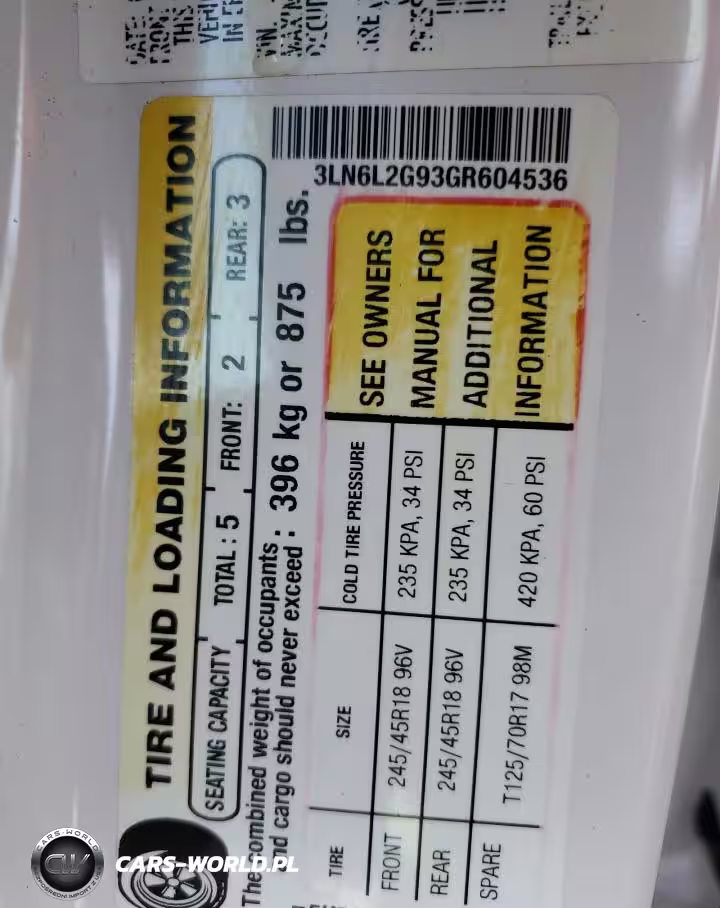 TIRE AND LOADING INFORMATION
SEATING CAPACITY TOTAL : 5 FRONT: 2 REAR: 3
The combined weight of occupants
and cargo should never exceed : 396 kg or 875 lbs.
3LN6L2G93GR604536
TIRE SIZE COLD TIRE PRESSURE
FRONT 245/45R18 96V 235 KPA, 34 PSI
REAR 245/45R18 96V 235 KPA, 34 PSI
SPARE T125/70R17 98M 420 KPA, 60 PSI
SEE OWNERS
MANUAL FOR
ADDITIONAL
INFORMATION
CARS-WORLD
CW
CARS-WORLD.PL